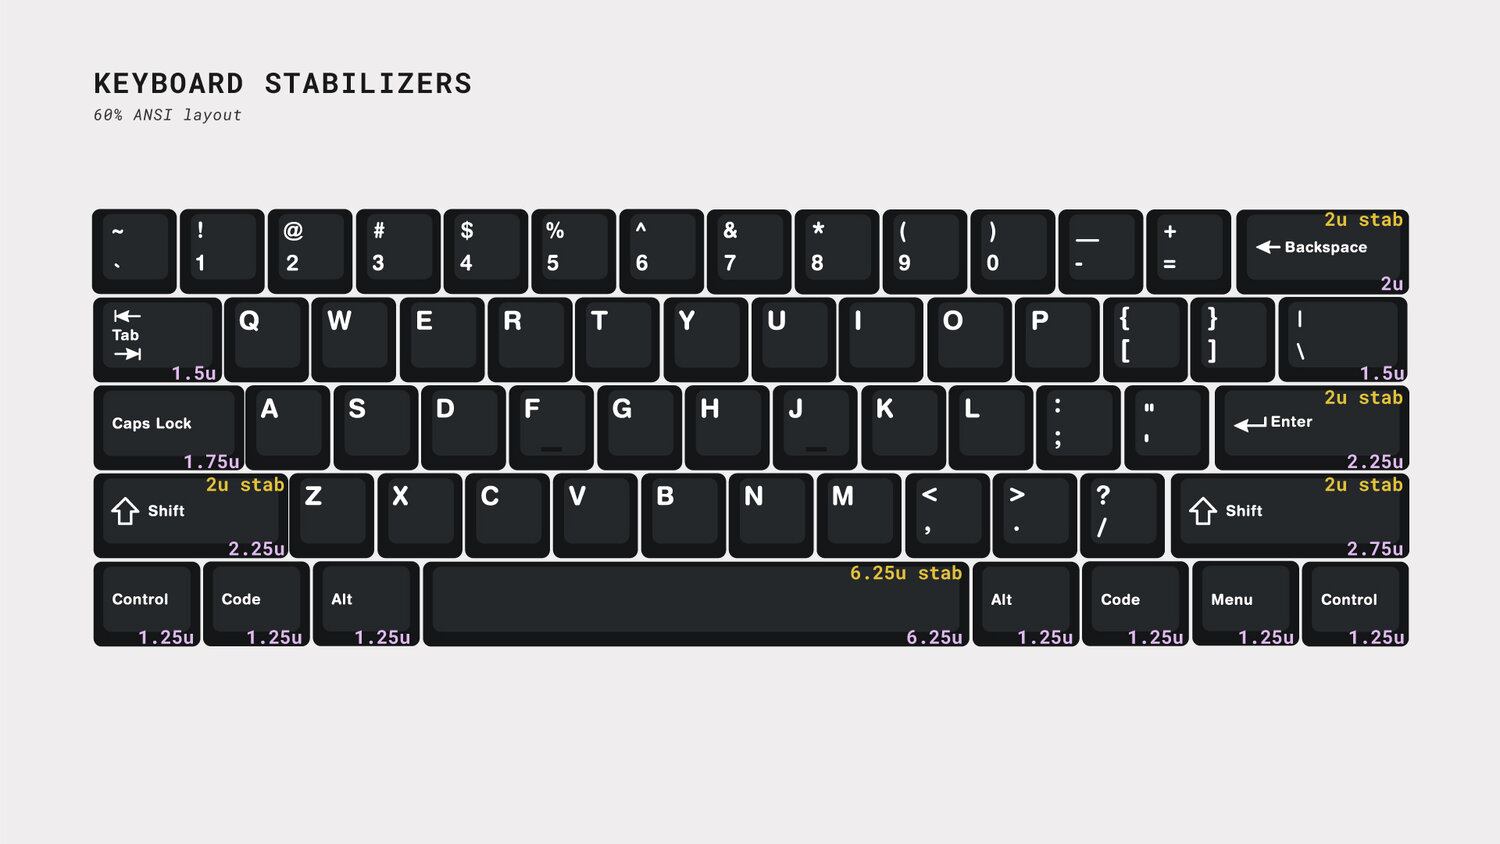 KEYBOARD STABILIZERS
60% ANSI layout
~ ! @ # $ % ^ & * ( ) — + 2u stab
` 1 2 3 4 5 6 7 8 9 0 - = ← Backspace
2u
Q W E R T Y U I O P { } |
Tab [ ] \
1.5u 1.5u
A S D F G H J K L : " 2u stab
Caps Lock ; ' Enter
1.75u 2.25u
2u stab Z X C V B N M < > ? 2u stab
Shift , . / Shift
2.25u 2.75u
6.25u stab
Control Code Alt Alt Code Menu Control
1.25u 1.25u 1.25u 6.25u 1.25u 1.25u 1.25u 1.25u